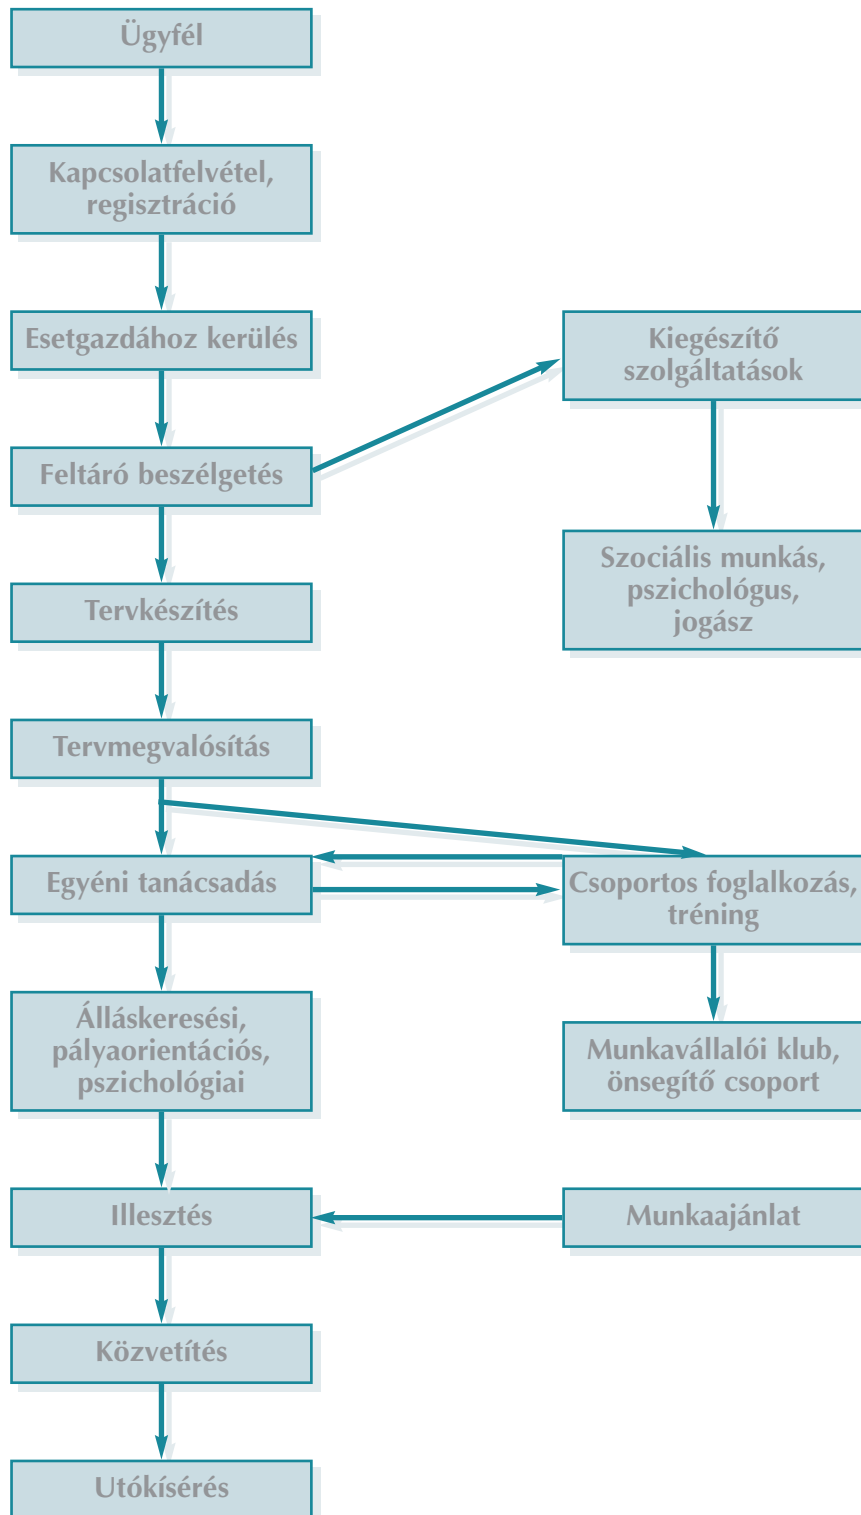 Ügyfél
Kapcsolatfelvétel,
regisztráció
Esetgazdához kerülés
Kiegészítő
szolgáltatások
Feltáró beszélgetés
Szociális munkás,
pszichológus,
jogász
Tervkészítés
Tervmegvalósítás
Egyéni tanácsadás
Csoportos foglalkozás,
tréning
Álláskeresési,
pályaorientációs,
pszichológiai
Munkavállalói klub,
önsegítő csoport
Illesztés
Munkaajánlat
Közvetítés
Utókísérés